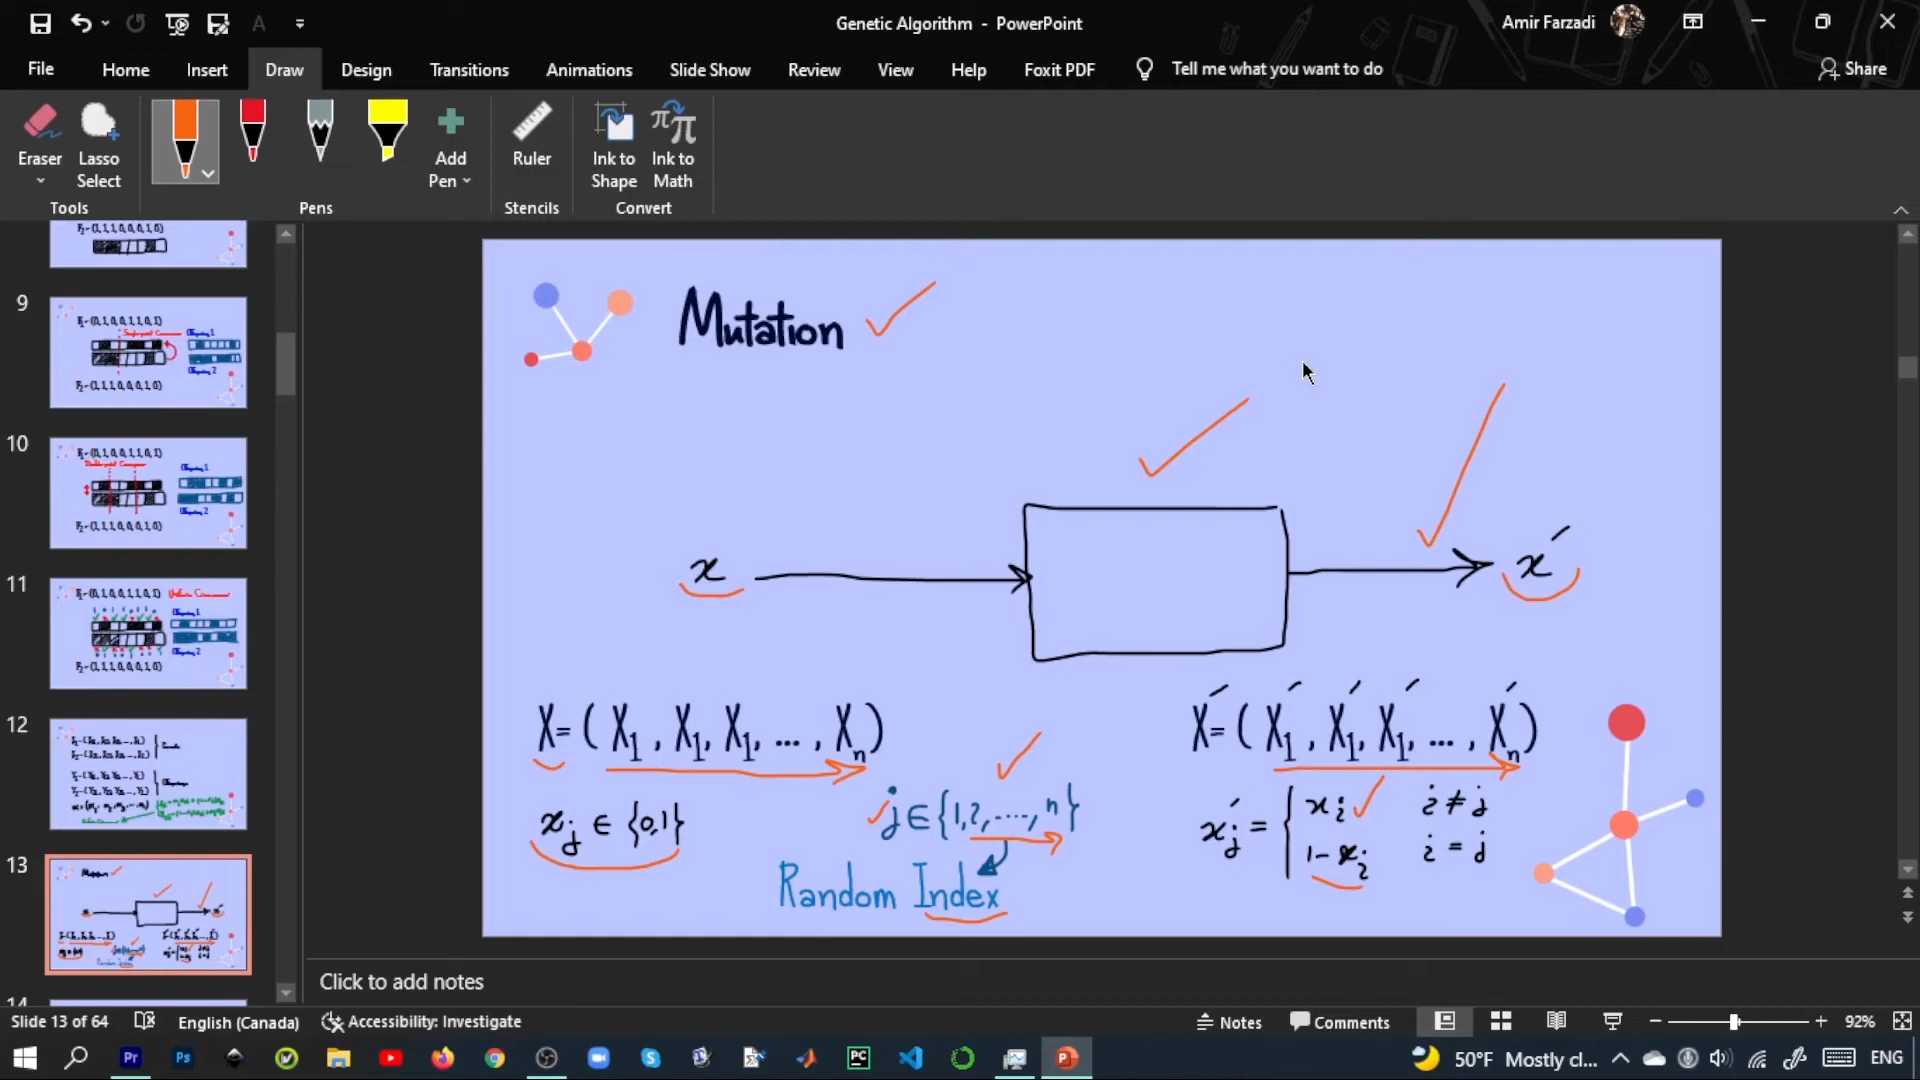 Genetic Algorithm - PowerPoint
Amir Farzadi
File Home Insert Draw Design Transitions Animations Slide Show Review View Help Foxit PDF Tell me what you want to do Share
Eraser Lasso Select Add Pen Ruler Ink to Shape Ink to Math
Tools Pens Stencils Convert
9
10
11
12
13
Mutation
x
x′
X = ( X₁ , X₁, X₁, ... , Xₙ)
X′ = ( X′₁ , X′₁, X′₁, ... , X′ₙ)
xⱼ ∈ {0,1}
j ∈ {1,2,....,n}
x′ⱼ = { xᵢ i ≠ j
1-xᵢ i = j
Random Index
Click to add notes
Slide 13 of 64 English (Canada) Accessibility: Investigate Notes Comments 92%
50°F Mostly cl... ENG